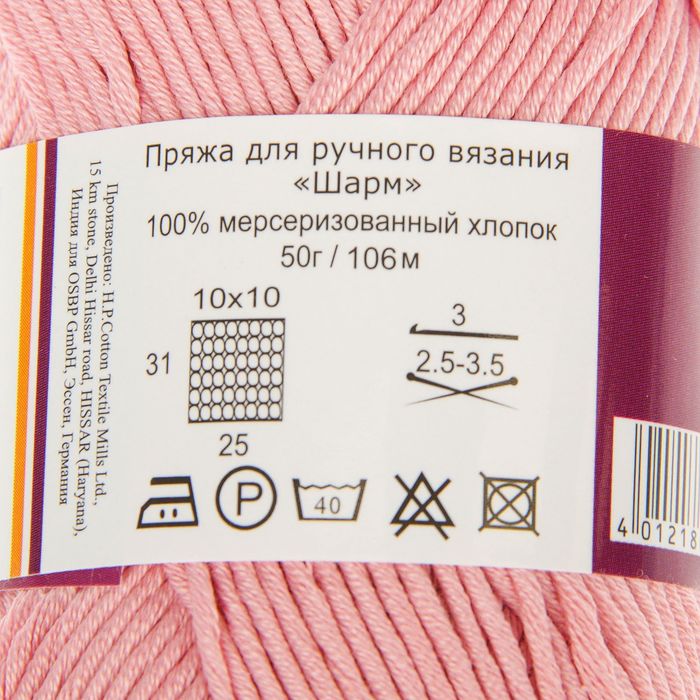 Пряжа для ручного вязания
«Шарм»
100% мерсеризованный хлопок
50г / 106м
10x10
31
25
3
2.5-3.5
P
40
Произведено: H.P.Cotton Textile Mills Ltd.,
15 km stone, Delhi Hissar road, HISSAR (Haryana),
Индия для OSBP GmbH, Эссен, Германия
4 01218